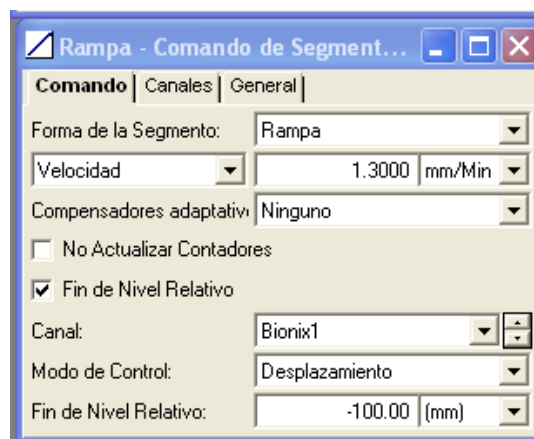 Rampa - Comando de Segment...
Comando Canales General
Forma de la Segmento: Rampa
Velocidad 1.3000 mm/Min
Compensadores adaptativ Ninguno
No Actualizar Contadores
Fin de Nivel Relativo
Canal: Bionix1
Modo de Control: Desplazamiento
Fin de Nivel Relativo: -100.00 (mm)